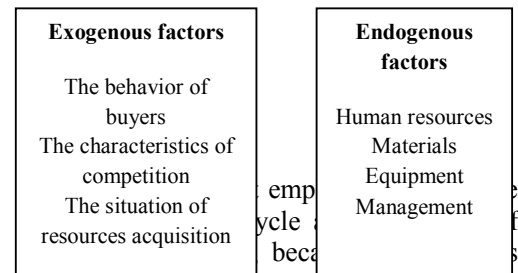 Exogenous factors
The behavior of
buyers
The characteristics of
competition
The situation of
resources acquisition
Endogenous
factors
Human resources
Materials
Equipment
Management